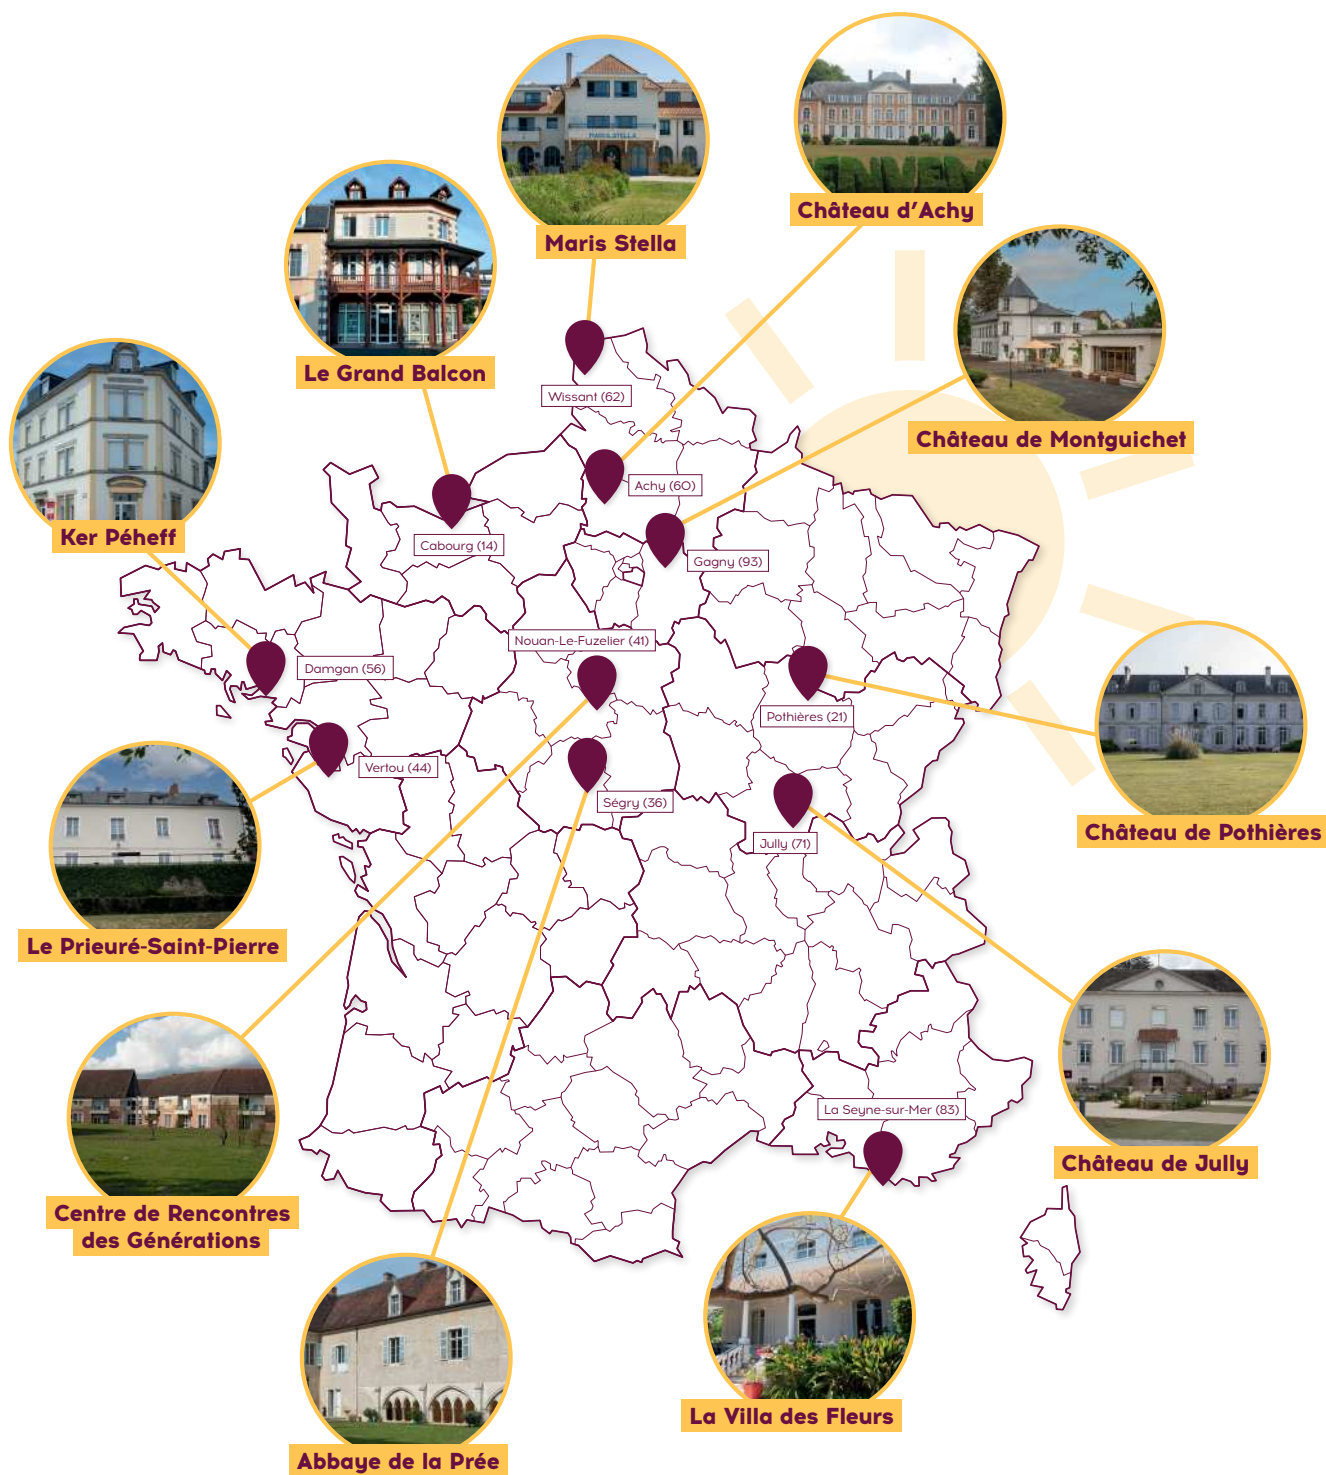 MARIS STELLA
Maris Stella
Château d'Achy
Le Grand Balcon
Château de Montguichet
Ker Péheff
Wissant (62)
Achy (60)
Cabourg (14)
Gagny (93)
Nouan-Le-Fuzelier (41)
Damgan (56)
Pothières (21)
Vertou (44)
Ségry (36)
Jully (71)
Château de Pothières
Le Prieuré-Saint-Pierre
La Seyne-sur-Mer (83)
Château de Jully
Centre de Rencontres
des Générations
La Villa des Fleurs
Abbaye de la Prée